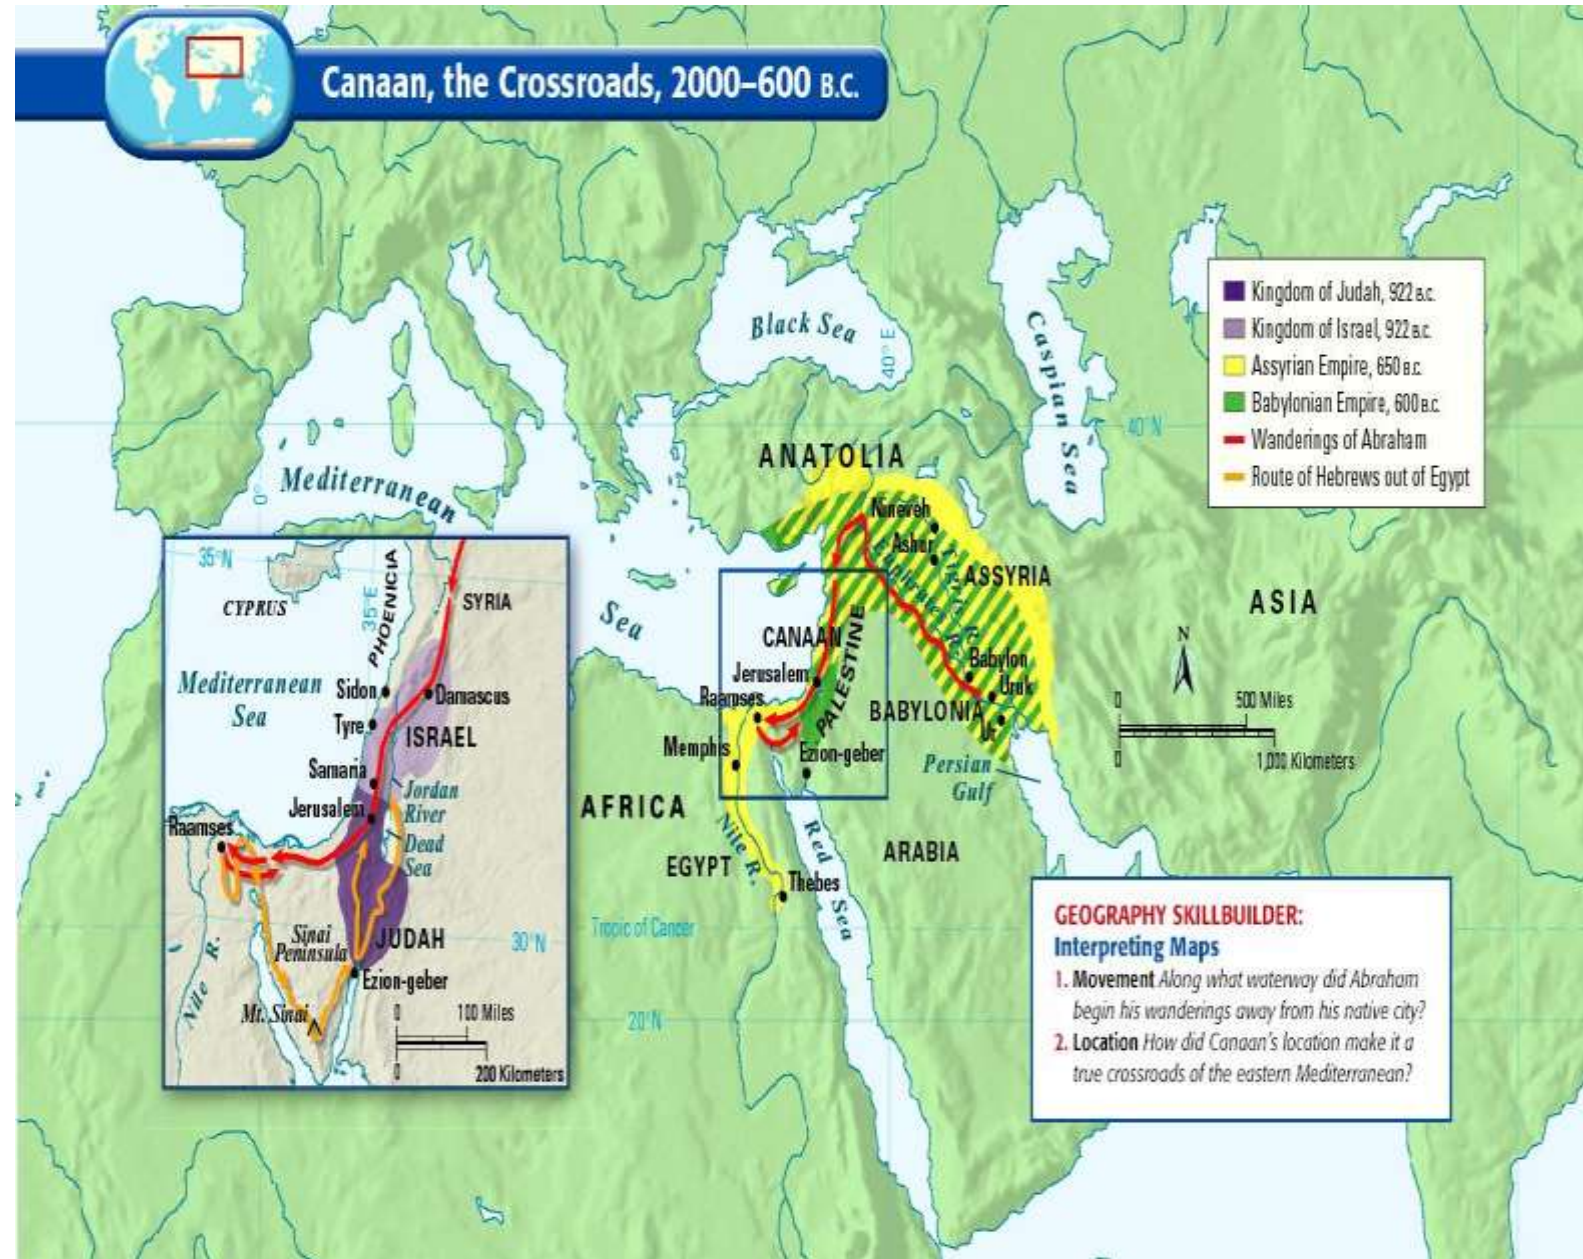 Canaan, the Crossroads, 2000–600 B.C.
Kingdom of Judah, 922 B.C.
Kingdom of Israel, 922 B.C.
Assyrian Empire, 650 B.C.
Babylonian Empire, 600 B.C.
Wanderings of Abraham
Route of Hebrews out of Egypt
Black Sea
40°E
Caspian Sea
40°N
0°
Mediterranean
Sea
ANATOLIA
Nineveh
Ashur
Tigris R.
Euphrates R.
ASSYRIA
ASIA
CANAAN
PALESTINE
Jerusalem
Raamses
Babylon
Uruk
BABYLONIA
Ur
Memphis
Ezion-geber
Persian
Gulf
AFRICA
EGYPT
Nile R.
Red Sea
ARABIA
Thebes
Tropic of Cancer
20°N
N
0
500 Miles
0
1,000 Kilometers
35°N
35°E
CYPRUS
PHOENICIA
SYRIA
Mediterranean
Sea
Sidon
Damascus
Tyre
ISRAEL
Samaria
Jordan
River
Jerusalem
Raamses
Dead
Sea
Sinai
Peninsula
JUDAH
30°N
Ezion-geber
Nile R.
Mt. Sinai
0
100 Miles
0
200 Kilometers
GEOGRAPHY SKILLBUILDER:
Interpreting Maps
1. Movement Along what waterway did Abraham
begin his wanderings away from his native city?
2. Location How did Canaan's location make it a
true crossroads of the eastern Mediterranean?